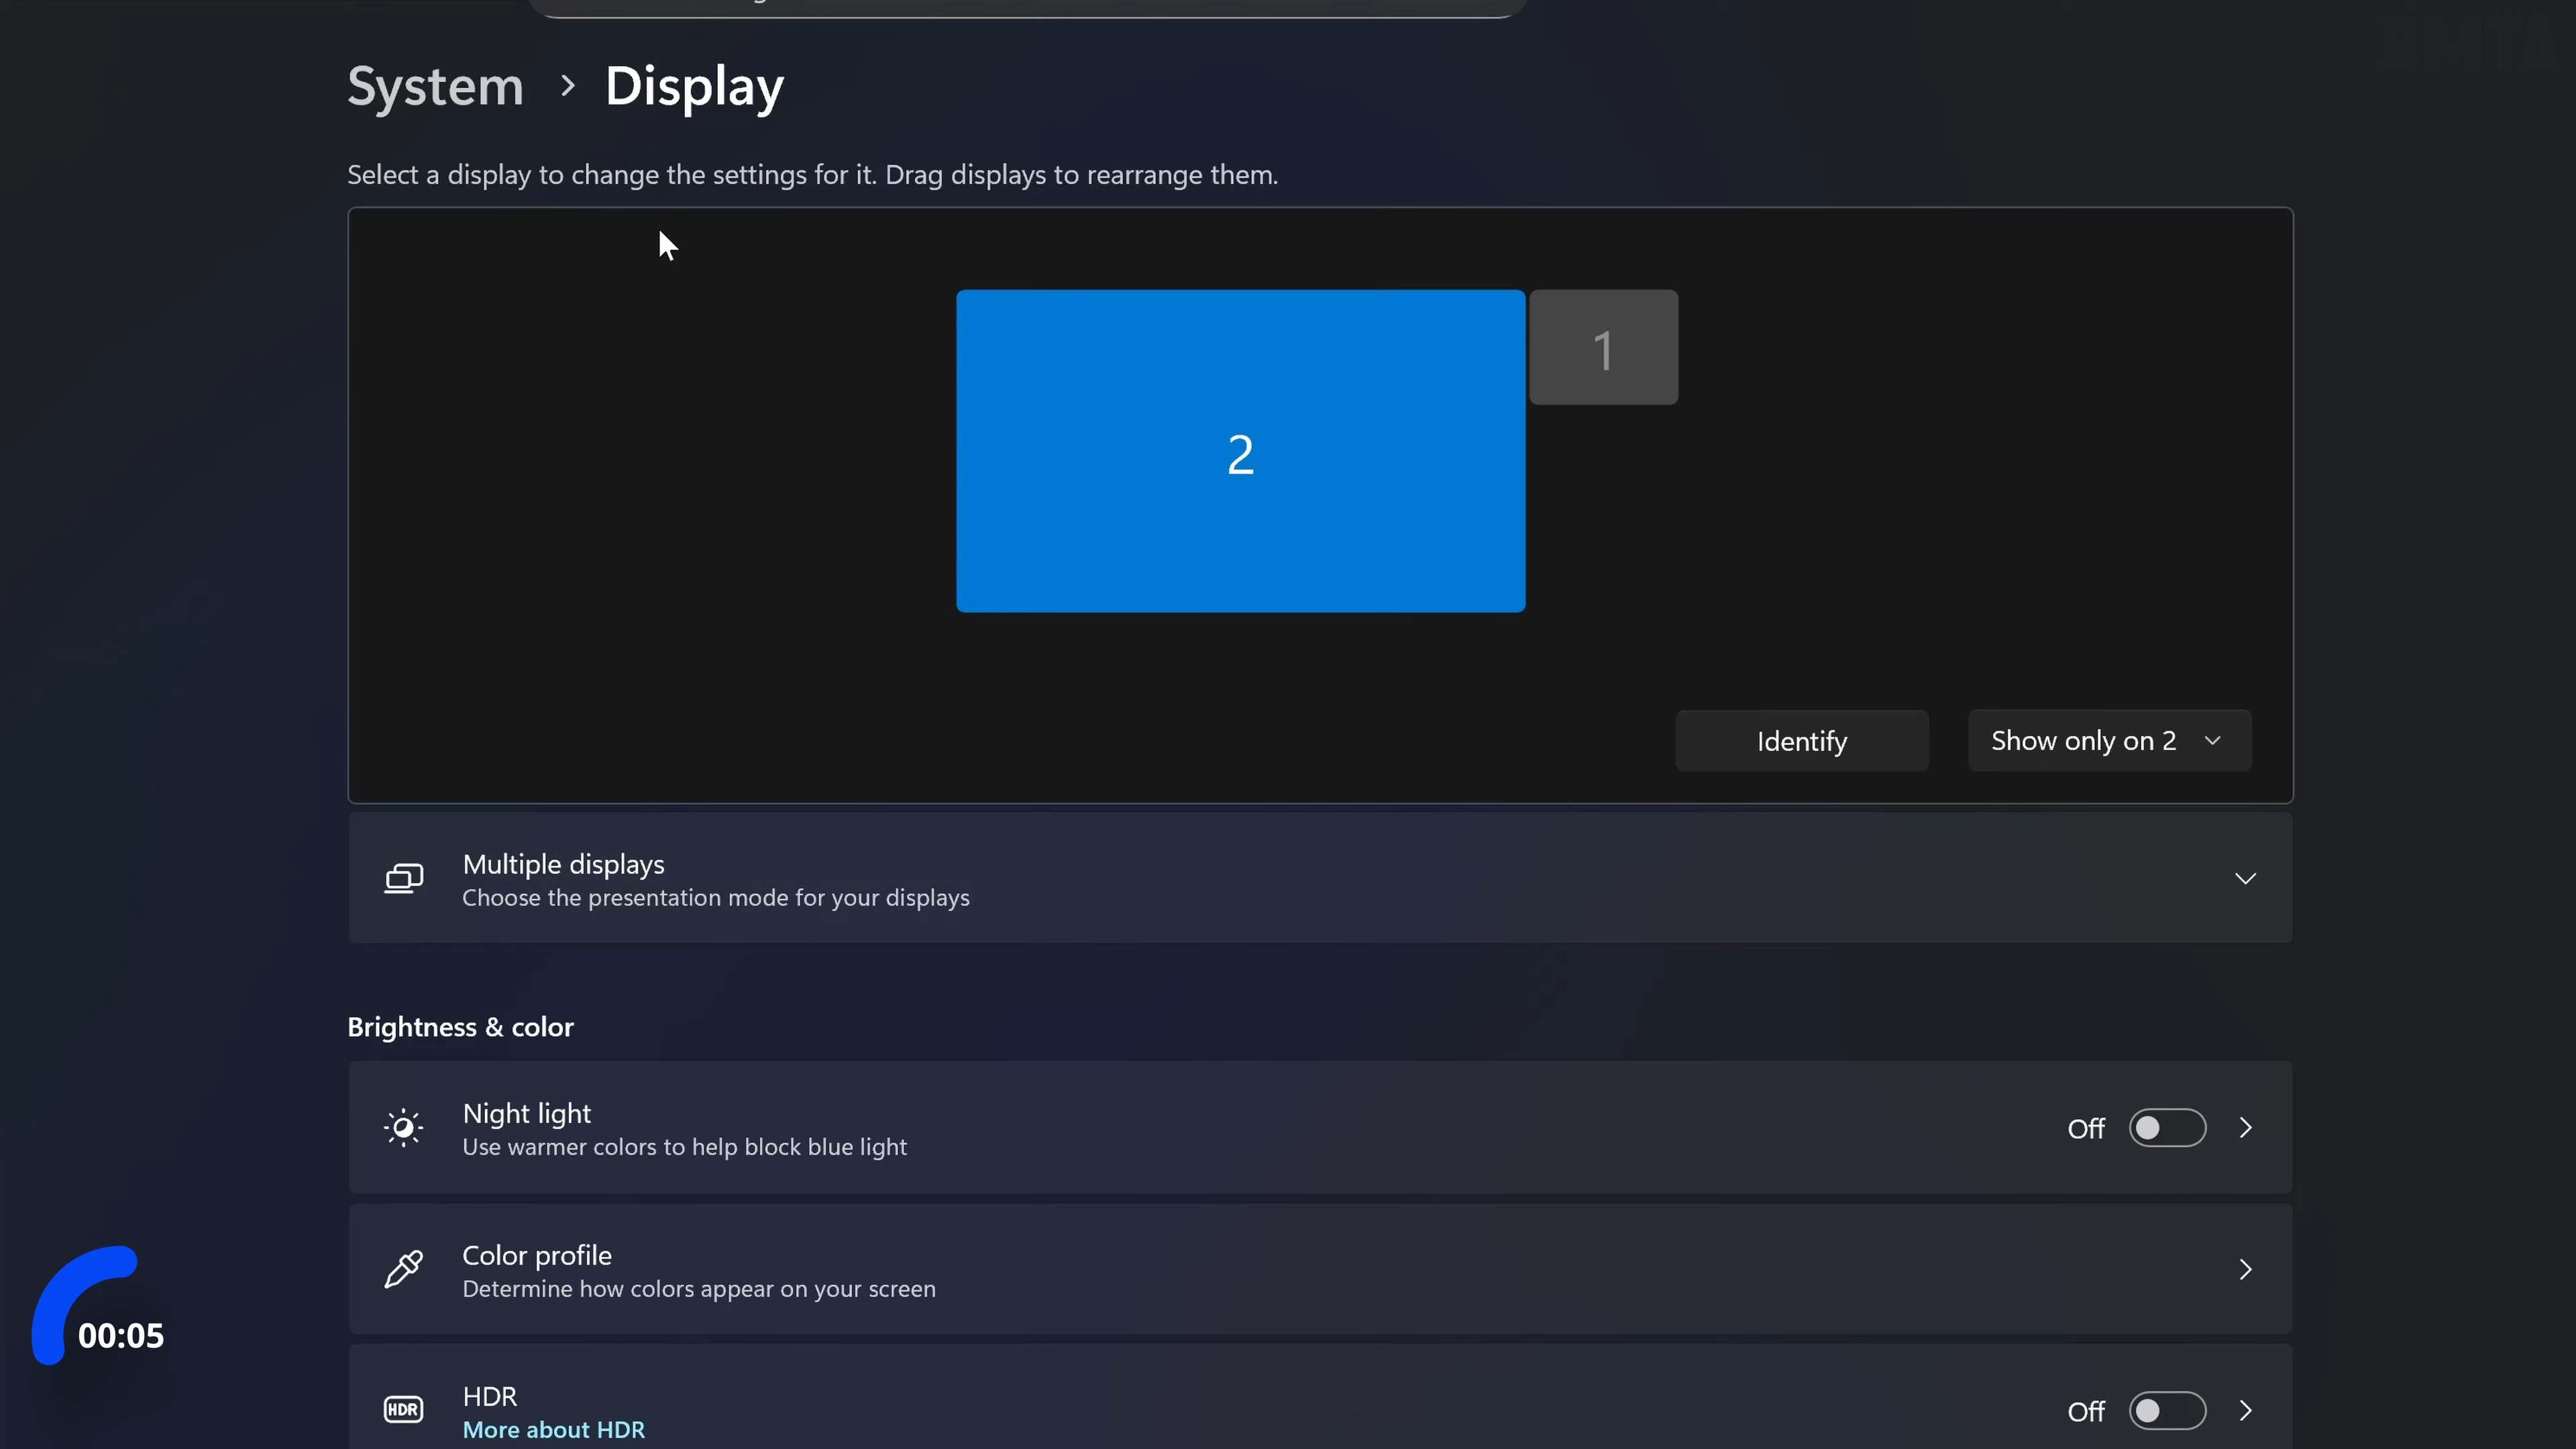 System > Display
Select a display to change the settings for it. Drag displays to rearrange them.
2
1
Identify
Show only on 2
Multiple displays
Choose the presentation mode for your displays
Brightness & color
Night light
Use warmer colors to help block blue light
Off
Color profile
Determine how colors appear on your screen
HDR
HDR
More about HDR
Off
00:05